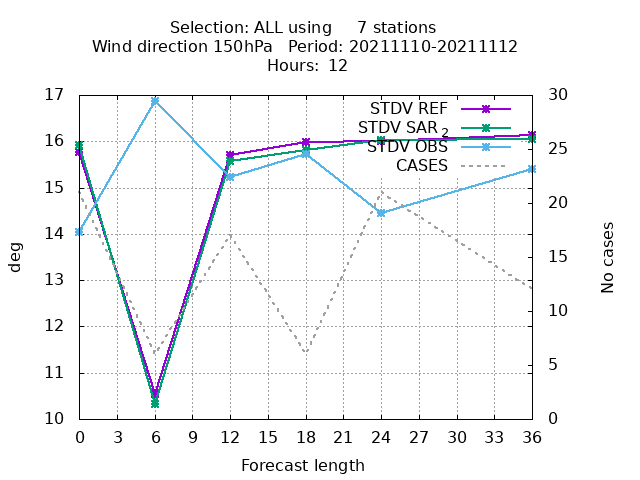 Selection: ALL using     7 stations
Wind direction 150hPa   Period: 20211110-20211112
Hours: 12
17
16
15
14
13
12
11
10
deg
STDV REF
STDV SAR 2
STDV OBS
CASES
30
25
20
15
10
5
0
No cases
0 3 6 9 12 15 18 21 24 27 30 33 36
Forecast length